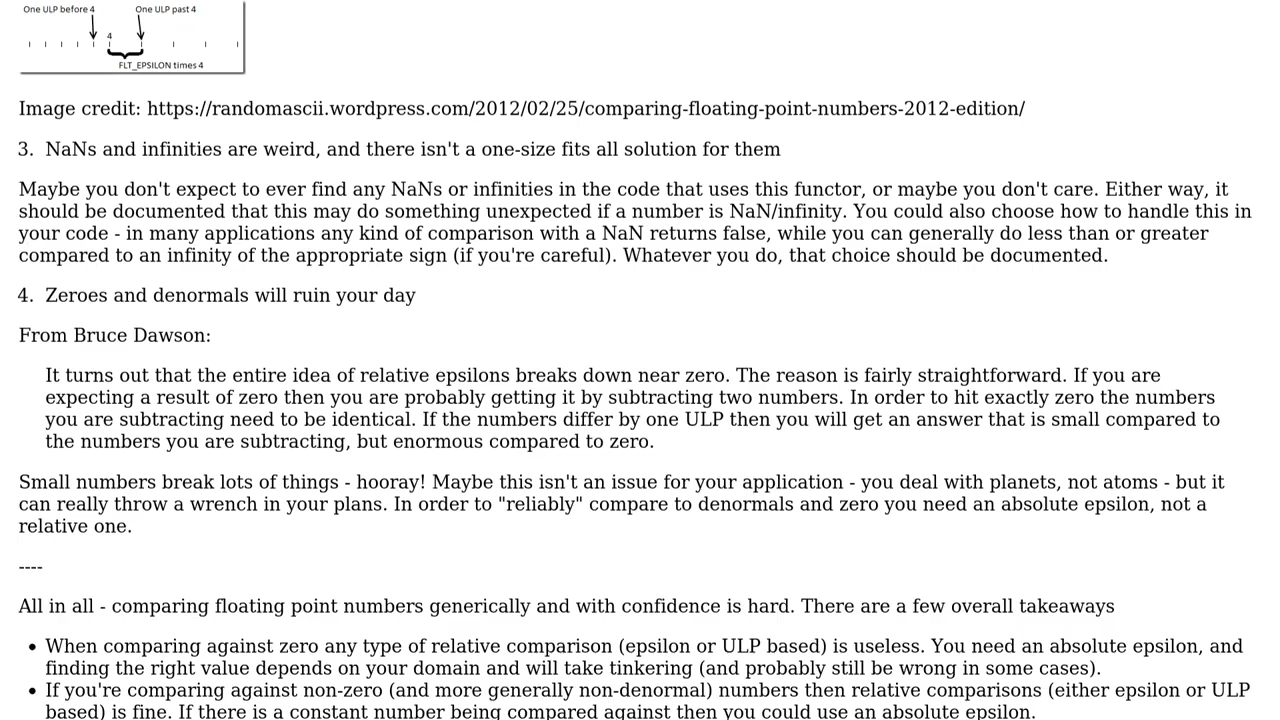 One ULP before 4 One ULP past 4
4
FLT_EPSILON times 4
Image credit: https://randomascii.wordpress.com/2012/02/25/comparing-floating-point-numbers-2012-edition/
3. NaNs and infinities are weird, and there isn't a one-size fits all solution for them
Maybe you don't expect to ever find any NaNs or infinities in the code that uses this functor, or maybe you don't care. Either way, it
should be documented that this may do something unexpected if a number is NaN/infinity. You could also choose how to handle this in
your code - in many applications any kind of comparison with a NaN returns false, while you can generally do less than or greater
compared to an infinity of the appropriate sign (if you're careful). Whatever you do, that choice should be documented.
4. Zeroes and denormals will ruin your day
From Bruce Dawson:
It turns out that the entire idea of relative epsilons breaks down near zero. The reason is fairly straightforward. If you are
expecting a result of zero then you are probably getting it by subtracting two numbers. In order to hit exactly zero the numbers
you are subtracting need to be identical. If the numbers differ by one ULP then you will get an answer that is small compared to
the numbers you are subtracting, but enormous compared to zero.
Small numbers break lots of things - hooray! Maybe this isn't an issue for your application - you deal with planets, not atoms - but it
can really throw a wrench in your plans. In order to "reliably" compare to denormals and zero you need an absolute epsilon, not a
relative one.
----
All in all - comparing floating point numbers generically and with confidence is hard. There are a few overall takeaways
• When comparing against zero any type of relative comparison (epsilon or ULP based) is useless. You need an absolute epsilon, and
finding the right value depends on your domain and will take tinkering (and probably still be wrong in some cases).
• If you're comparing against non-zero (and more generally non-denormal) numbers then relative comparisons (either epsilon or ULP
based) is fine. If there is a constant number being compared against then you could use an absolute epsilon.